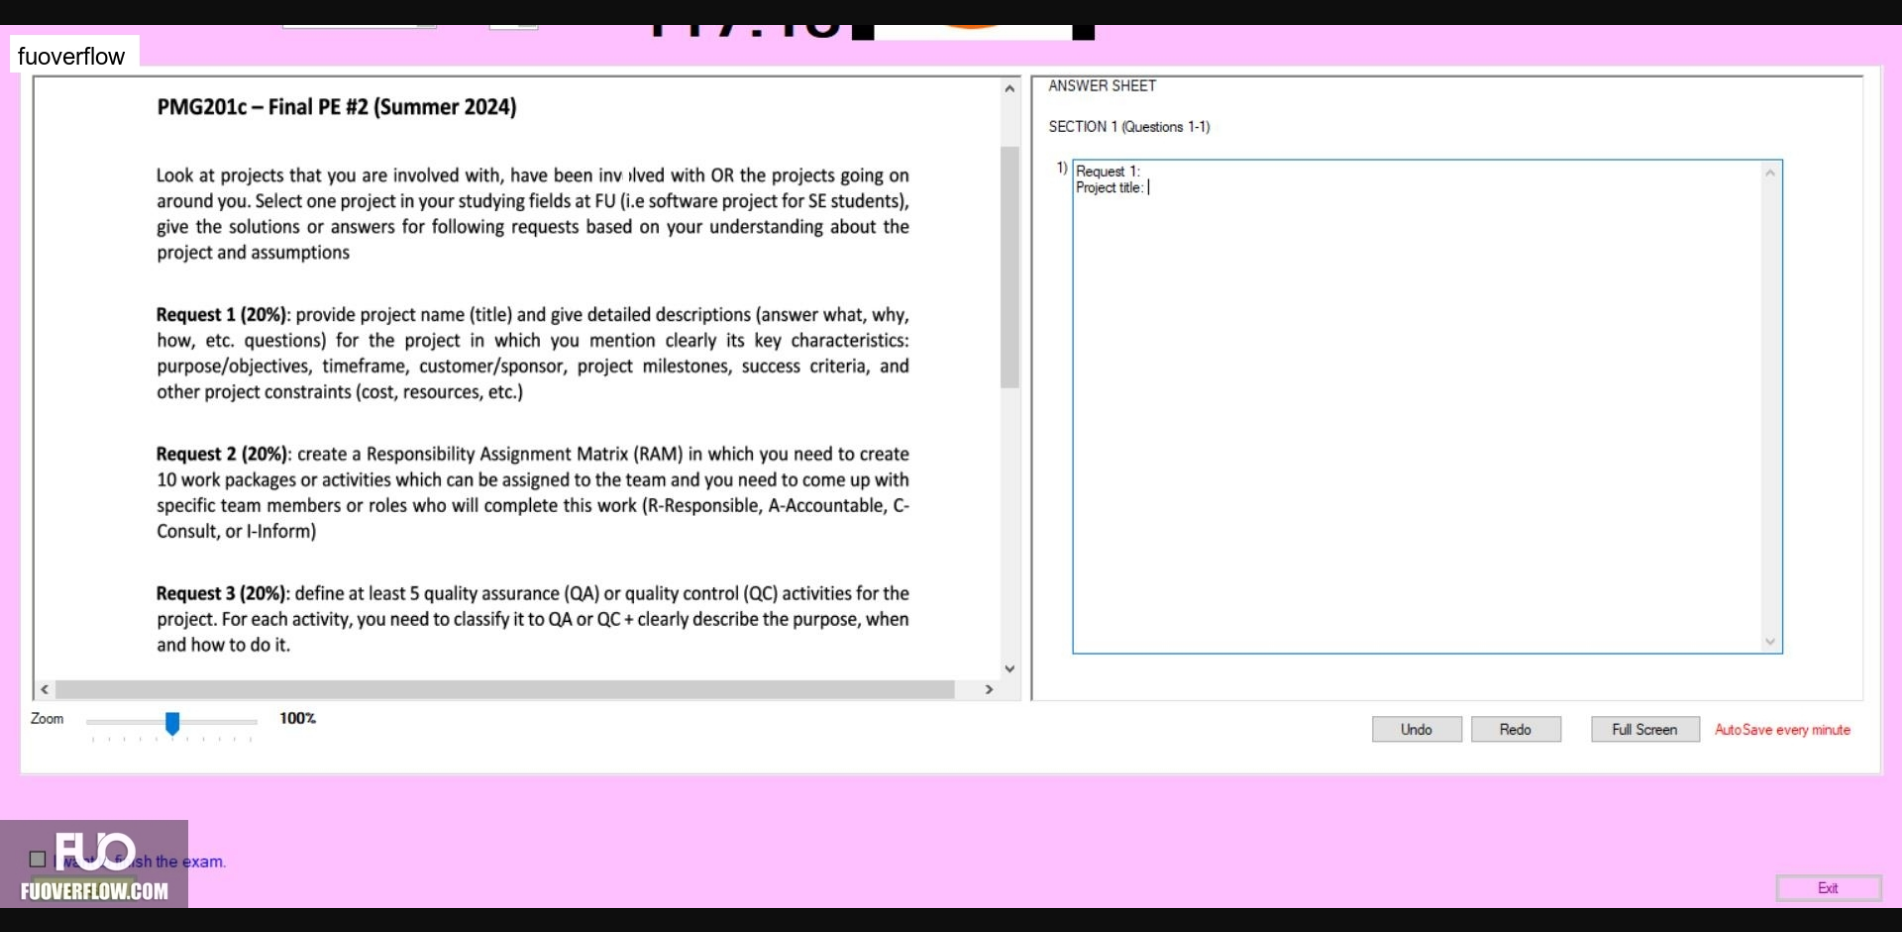 fuoverflow
PMG201c – Final PE #2 (Summer 2024)
Look at projects that you are involved with, have been inv lved with OR the projects going on
around you. Select one project in your studying fields at FU (i.e software project for SE students),
give the solutions or answers for following requests based on your understanding about the
project and assumptions
Request 1 (20%): provide project name (title) and give detailed descriptions (answer what, why,
how, etc. questions) for the project in which you mention clearly its key characteristics:
purpose/objectives, timeframe, customer/sponsor, project milestones, success criteria, and
other project constraints (cost, resources, etc.)
Request 2 (20%): create a Responsibility Assignment Matrix (RAM) in which you need to create
10 work packages or activities which can be assigned to the team and you need to come up with
specific team members or roles who will complete this work (R-Responsible, A-Accountable, C-
Consult, or I-Inform)
Request 3 (20%): define at least 5 quality assurance (QA) or quality control (QC) activities for the
project. For each activity, you need to classify it to QA or QC + clearly describe the purpose, when
and how to do it.
Zoom 100%
ANSWER SHEET
SECTION 1 (Questions 1-1)
1) Request 1:
Project title:
Undo Redo Full Screen AutoSave every minute
FUO
the exam.
FUOVERFLOW.COM
Exit